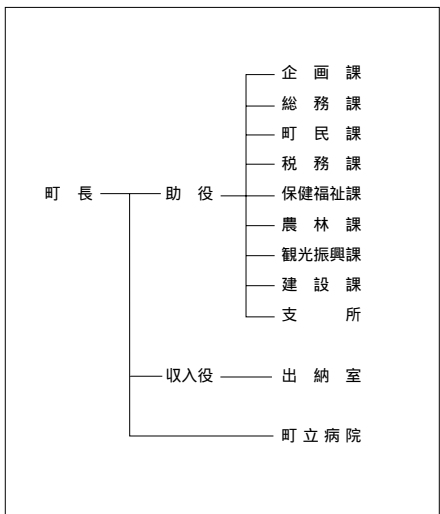 企画課
総務課
町民課
税務課
町長 助役 保健福祉課
農林課
観光振興課
建設課
支所
収入役 出納室
町立病院